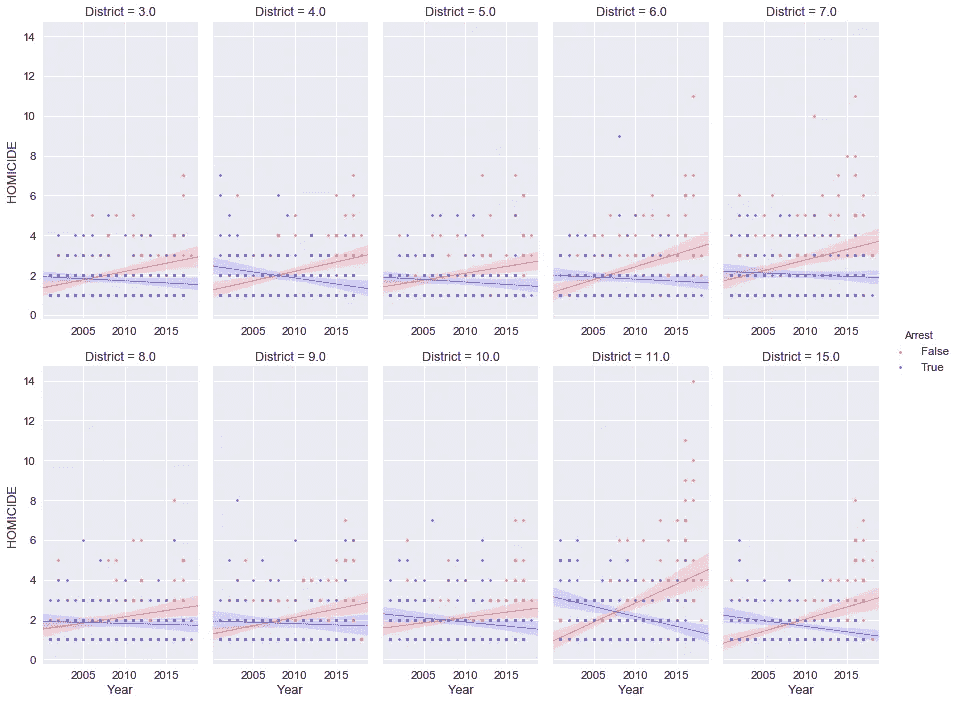 District = 3.0 District = 4.0 District = 5.0 District = 6.0 District = 7.0
14
12
10
8
6
4
2
0
HOMICIDE
2005 2010 2015 2005 2010 2015 2005 2010 2015 2005 2010 2015 2005 2010 2015
Arrest
False
True
District = 8.0 District = 9.0 District = 10.0 District = 11.0 District = 15.0
14
12
10
8
6
4
2
0
HOMICIDE
2005 2010 2015 2005 2010 2015 2005 2010 2015 2005 2010 2015 2005 2010 2015
Year Year Year Year Year